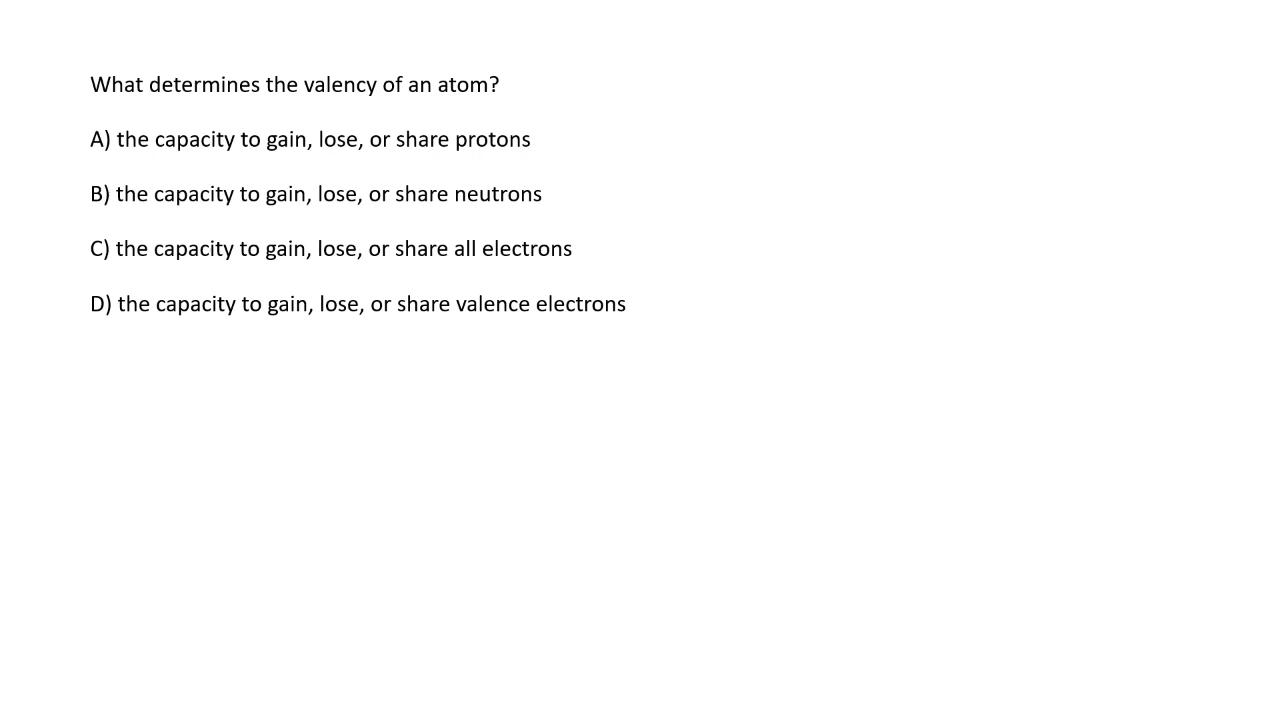 What determines the valency of an atom?
A) the capacity to gain, lose, or share protons
B) the capacity to gain, lose, or share neutrons
C) the capacity to gain, lose, or share all electrons
D) the capacity to gain, lose, or share valence electrons